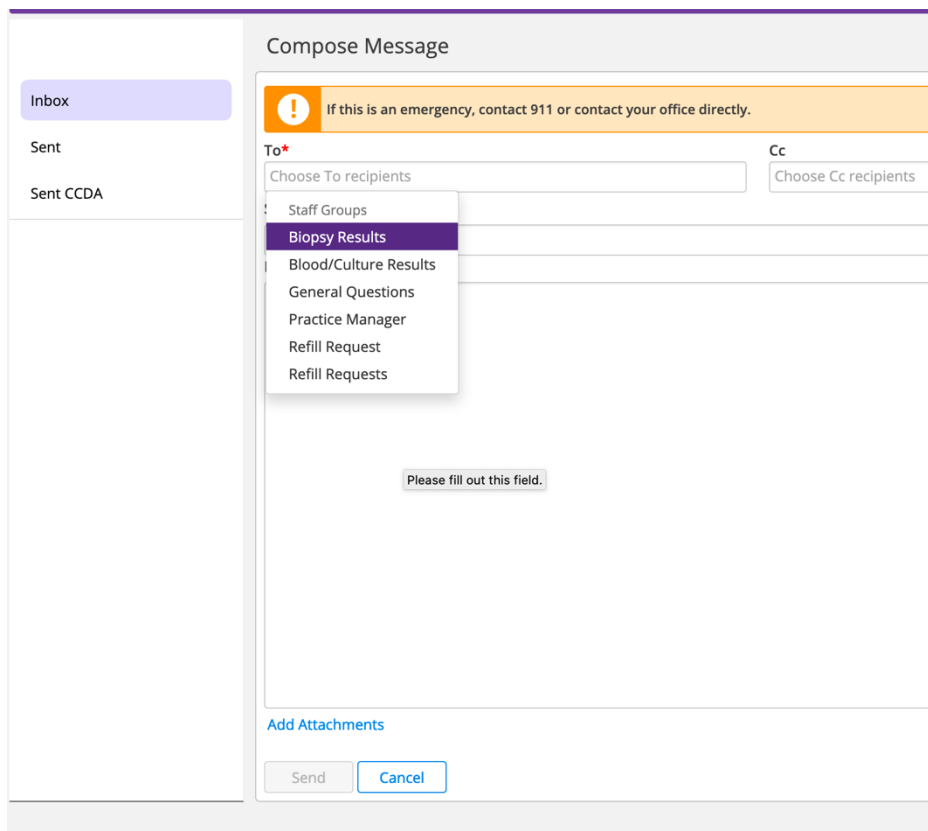 Compose Message
Inbox
Sent
Sent CCDA
If this is an emergency, contact 911 or contact your office directly.
To* Cc
Choose To recipients Choose Cc recipients
Staff Groups
Biopsy Results
Blood/Culture Results
General Questions
Practice Manager
Refill Request
Refill Requests
Please fill out this field.
Add Attachments
Send Cancel